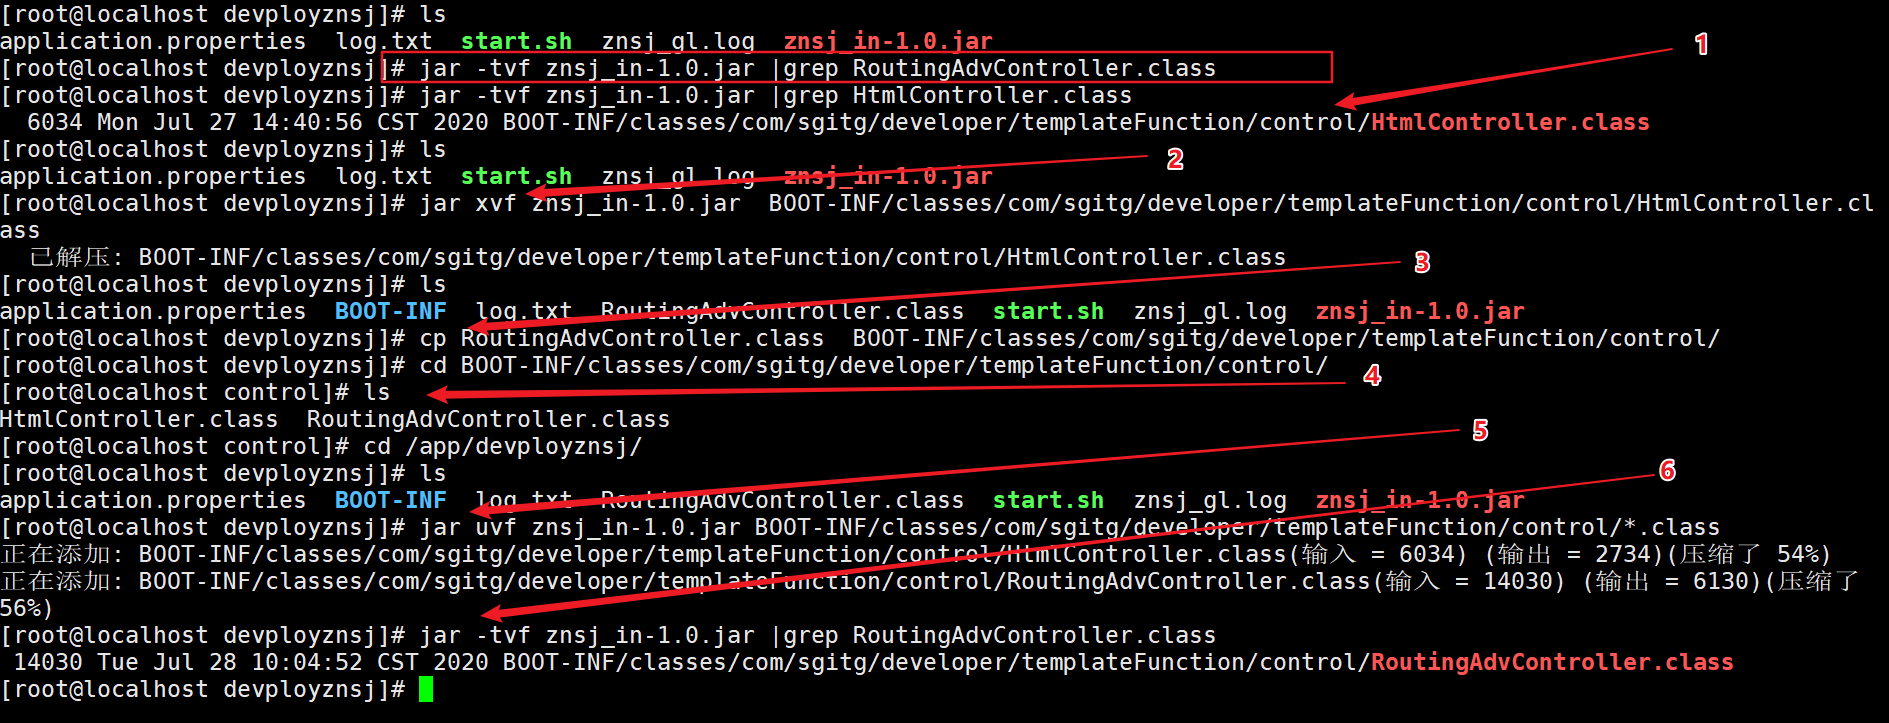 [root@localhost devployznsj]# ls
application.properties  log.txt  start.sh  znsj_gl.log  znsj_in-1.0.jar
1
[root@localhost devployznsj]# jar -tvf znsj_in-1.0.jar |grep RoutingAdvController.class
[root@localhost devployznsj]# jar -tvf znsj_in-1.0.jar |grep HtmlController.class
  6034 Mon Jul 27 14:40:56 CST 2020 BOOT-INF/classes/com/sgitg/developer/templateFunction/control/HtmlController.class
[root@localhost devployznsj]# ls
2
application.properties  log.txt  start.sh  znsj_gl.log  znsj_in-1.0.jar
[root@localhost devployznsj]# jar xvf znsj_in-1.0.jar  BOOT-INF/classes/com/sgitg/developer/templateFunction/control/HtmlController.cl
ass
  已解压: BOOT-INF/classes/com/sgitg/developer/templateFunction/control/HtmlController.class
3
[root@localhost devployznsj]# ls
application.properties  BOOT-INF  log.txt  RoutingAdvController.class  start.sh  znsj_gl.log  znsj_in-1.0.jar
[root@localhost devployznsj]# cp RoutingAdvController.class  BOOT-INF/classes/com/sgitg/developer/templateFunction/control/
[root@localhost devployznsj]# cd BOOT-INF/classes/com/sgitg/developer/templateFunction/control/
4
[root@localhost control]# ls
HtmlController.class  RoutingAdvController.class
5
[root@localhost control]# cd /app/devployznsj/
[root@localhost devployznsj]# ls
6
application.properties  BOOT-INF  log.txt  RoutingAdvController.class  start.sh  znsj_gl.log  znsj_in-1.0.jar
[root@localhost devployznsj]# jar uvf znsj_in-1.0.jar BOOT-INF/classes/com/sgitg/developer/templateFunction/control/*.class
正在添加: BOOT-INF/classes/com/sgitg/developer/templateFunction/control/HtmlController.class(输入 = 6034) (输出 = 2734)(压缩了 54%)
正在添加: BOOT-INF/classes/com/sgitg/developer/templateFunction/control/RoutingAdvController.class(输入 = 14030) (输出 = 6130)(压缩了
56%)
[root@localhost devployznsj]# jar -tvf znsj_in-1.0.jar |grep RoutingAdvController.class
 14030 Tue Jul 28 10:04:52 CST 2020 BOOT-INF/classes/com/sgitg/developer/templateFunction/control/RoutingAdvController.class
[root@localhost devployznsj]#